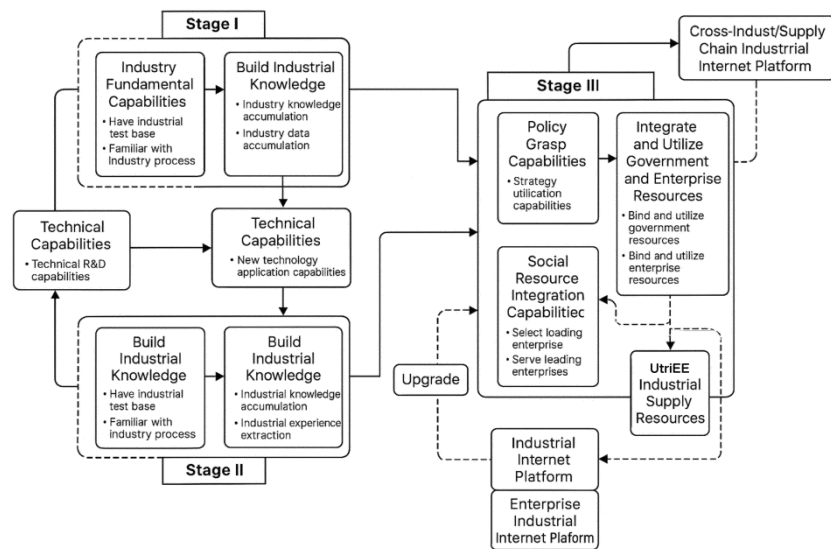 Stage I
Industry
Fundamental
Capabilities
• Have industrial
test base
• Familiar with
Industry process
Build Industrial
Knowledge
• Industry knowledge
accumulation
• Industry data
accumulation
Technical
Capabilities
• Technical R&D
capabilities
Technical
Capabilities
• New technology
application capabilities
Build
Industrial
Knowledge
• Have industrial
test base
• Familiar with
industry process
Build
Industrial
Knowledge
• Industrial knowledge
accumulation
• Industrial experience
extraction
Stage II
Cross-Indust/Supply
Chain Industrrial
Internet Platform
Stage III
Policy
Grasp
Capabilities
• Strategy
utilication
capabilities
Integrate
and Utilize
Government
and Enterprise
Resources
• Bind and utilize
government
resources
• Bind and utilize
enterprise
resources
Social
Resource
Integration
Capabilitiec
• Select loading
enterprise
• Serve leading
enterprises
UtriEE
Industrial
Supply
Resources
Upgrade
Industrial
Internet
Platform
Enterprise
Industrial
Internet Plaform